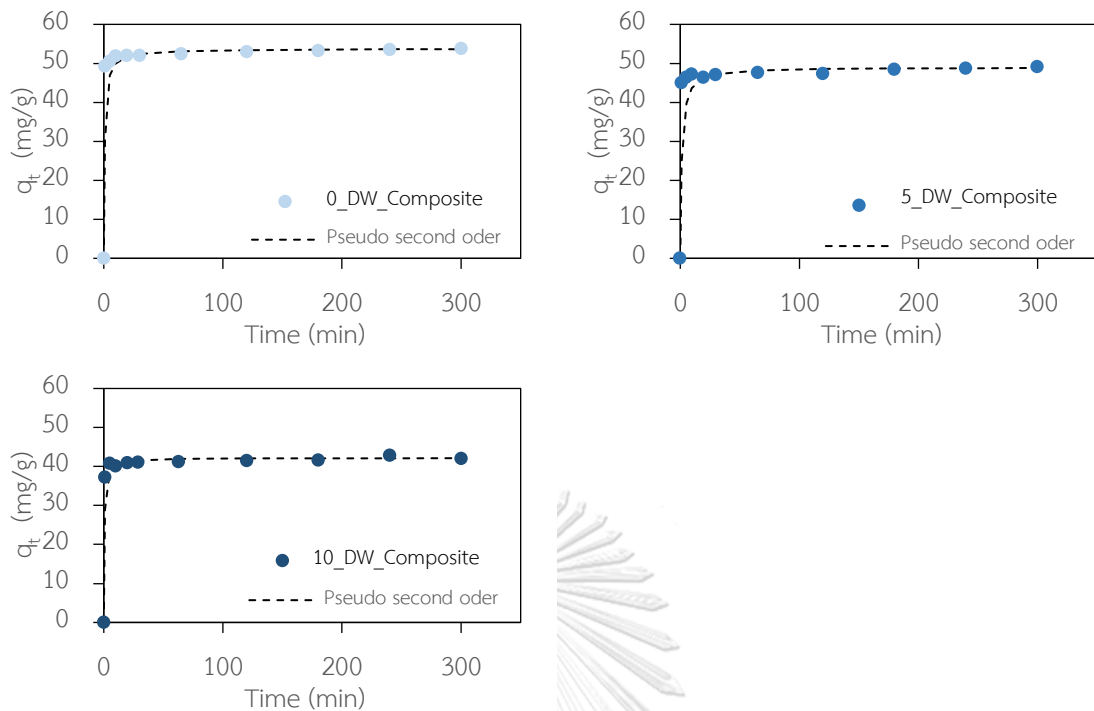 60
50
40
30
20
10
0
qt (mg/g)
0_DW_Composite
Pseudo second oder
0 100 200 300
Time (min)
60
50
40
30
20
10
0
qt (mg/g)
5_DW_Composite
Pseudo second oder
0 100 200 300
Time (min)
60
50
40
30
20
10
0
qt (mg/g)
10_DW_Composite
Pseudo second oder
0 100 200 300
Time (min)